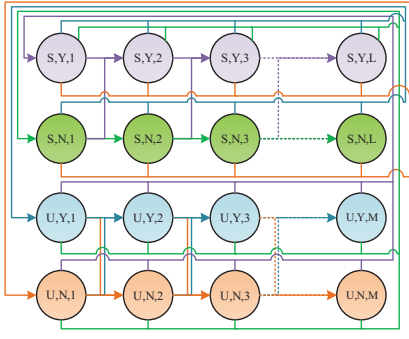 S,Y,1 S,Y,2 S,Y,3 S,Y,L
S,N,1 S,N,2 S,N,3 S,N,L
U,Y,1 U,Y,2 U,Y,3 U,Y,M
U,N,1 U,N,2 U,N,3 U,N,M